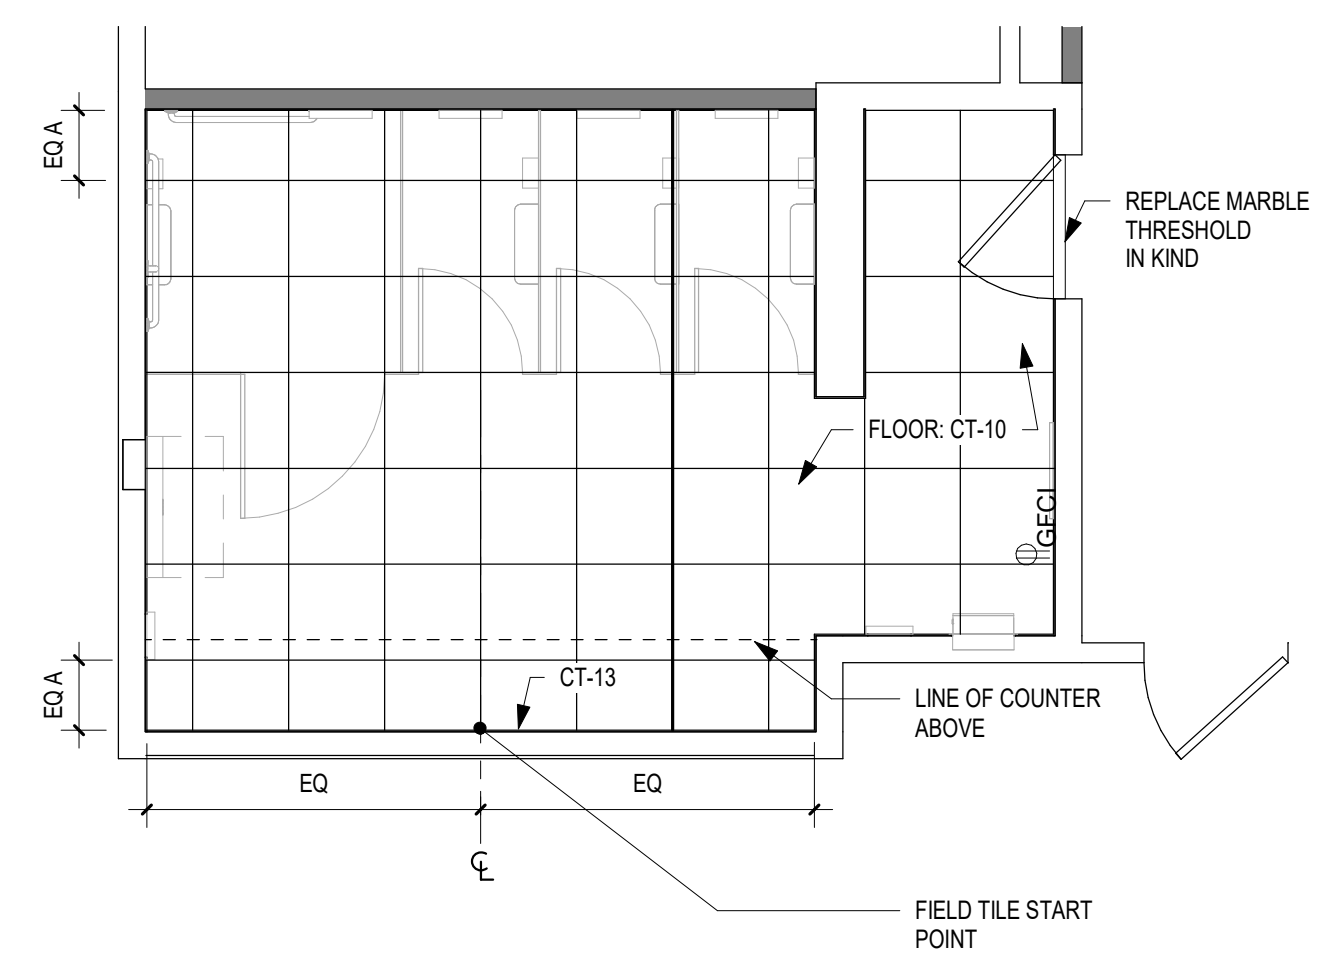 EQ A
REPLACE MARBLE
THRESHOLD
IN KIND
FLOOR: CT-10
GFCI
CT-13
EQ A
LINE OF COUNTER
ABOVE
EQ
EQ
CL
FIELD TILE START
POINT